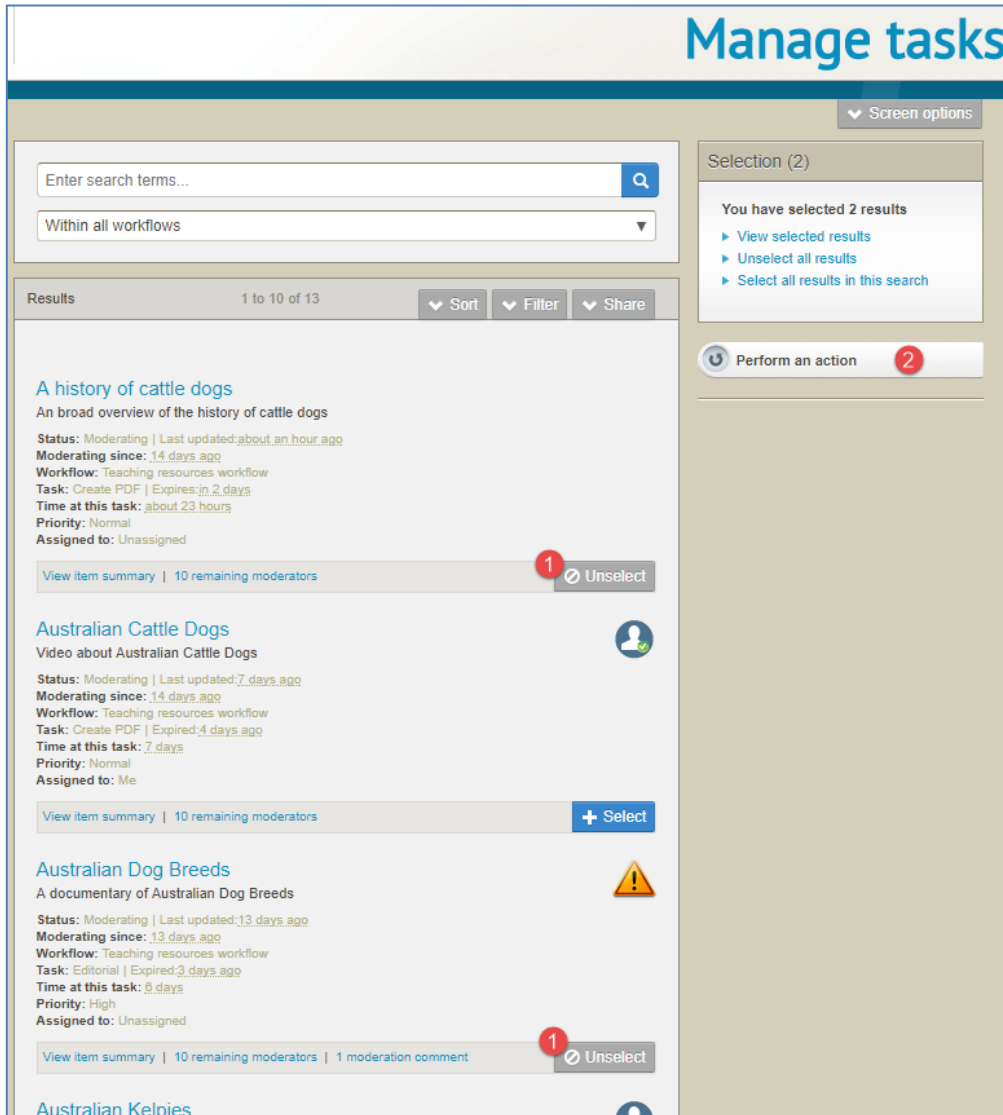 Manage tasks
Screen options
Enter search terms...
Within all workflows
Selection (2)
You have selected 2 results
View selected results
Unselect all results
Select all results in this search
Perform an action 2
Results 1 to 10 of 13 Sort Filter Share
A history of cattle dogs
An broad overview of the history of cattle dogs
Status: Moderating | Last updated:about an hour ago
Moderating since: 14 days ago
Workflow: Teaching resources workflow
Task: Create PDF | Expires:in 2 days
Time at this task: about 23 hours
Priority: Normal
Assigned to: Unassigned
View item summary | 10 remaining moderators 1 Unselect
Australian Cattle Dogs
Video about Australian Cattle Dogs
Status: Moderating | Last updated:7 days ago
Moderating since: 14 days ago
Workflow: Teaching resources workflow
Task: Create PDF | Expired:4 days ago
Time at this task: 7 days
Priority: Normal
Assigned to: Me
View item summary | 10 remaining moderators + Select
Australian Dog Breeds
A documentary of Australian Dog Breeds
Status: Moderating | Last updated:13 days ago
Moderating since: 13 days ago
Workflow: Teaching resources workflow
Task: Editorial | Expired:3 days ago
Time at this task: 6 days
Priority: High
Assigned to: Unassigned
View item summary | 10 remaining moderators | 1 moderation comment 1 Unselect
Australian Kelpies